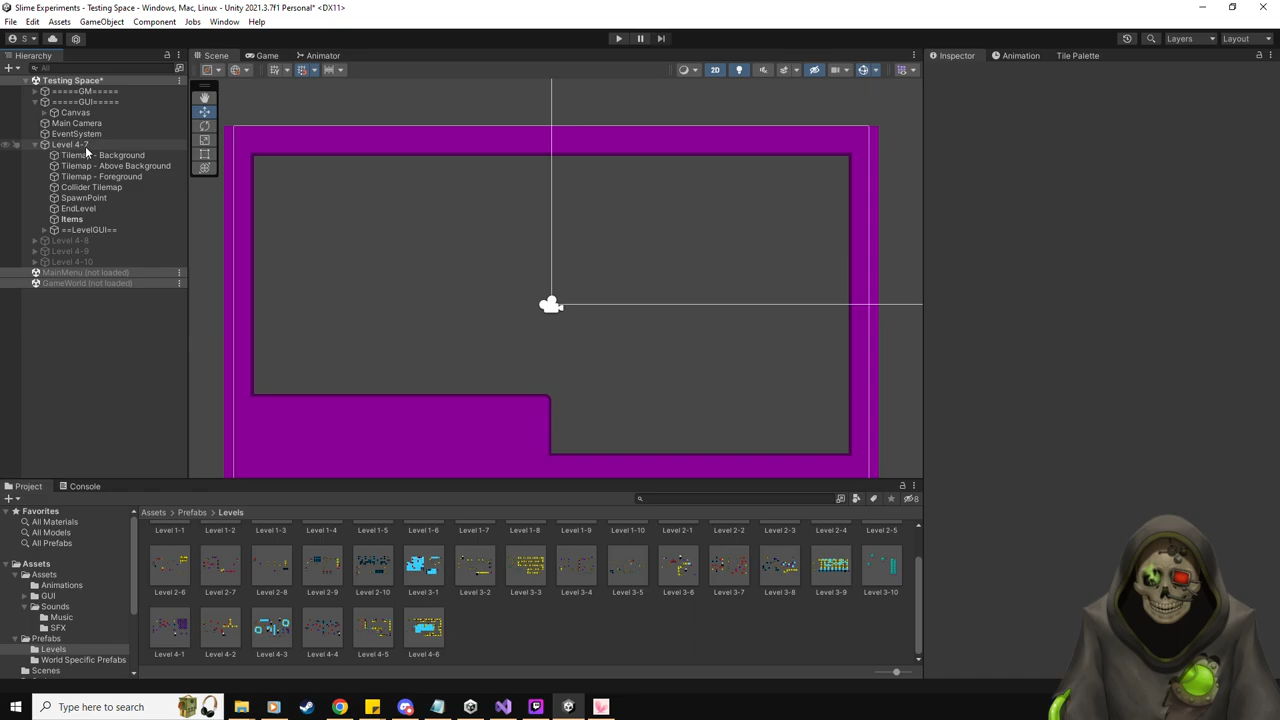 Slime Experiments - Testing Space - Windows, Mac, Linux - Unity 2021.3.7f1 Personal* <DX11>
File Edit Assets GameObject Component Jobs Window Help
S
Layers Layout
Hierarchy
Scene Game Animator
Inspector Animation Tile Palette
All
2D
Testing Space*
=====GM=====
=====GUI=====
Canvas
Main Camera
EventSystem
Level 4-7
Tilemap - Background
Tilemap - Above Background
Tilemap - Foreground
Collider Tilemap
SpawnPoint
EndLevel
Items
==LevelGUI==
Level 4-8
Level 4-9
Level 4-10
MainMenu (not loaded)
GameWorld (not loaded)
Project Console
8
Favorites
All Materials
All Models
All Prefabs
Assets
Assets
Animations
GUI
Sounds
Music
SFX
Prefabs
Levels
World Specific Prefabs
Scenes
Assets > Prefabs > Levels
Level 1-1 Level 1-2 Level 1-3 Level 1-4 Level 1-5 Level 1-6 Level 1-7 Level 1-8 Level 1-9 Level 1-10 Level 2-1 Level 2-2 Level 2-3 Level 2-4 Level 2-5
Level 2-6 Level 2-7 Level 2-8 Level 2-9 Level 2-10 Level 3-1 Level 3-2 Level 3-3 Level 3-4 Level 3-5 Level 3-6 Level 3-7 Level 3-8 Level 3-9 Level 3-10
Level 4-1 Level 4-2 Level 4-3 Level 4-4 Level 4-5 Level 4-6
Type here to search